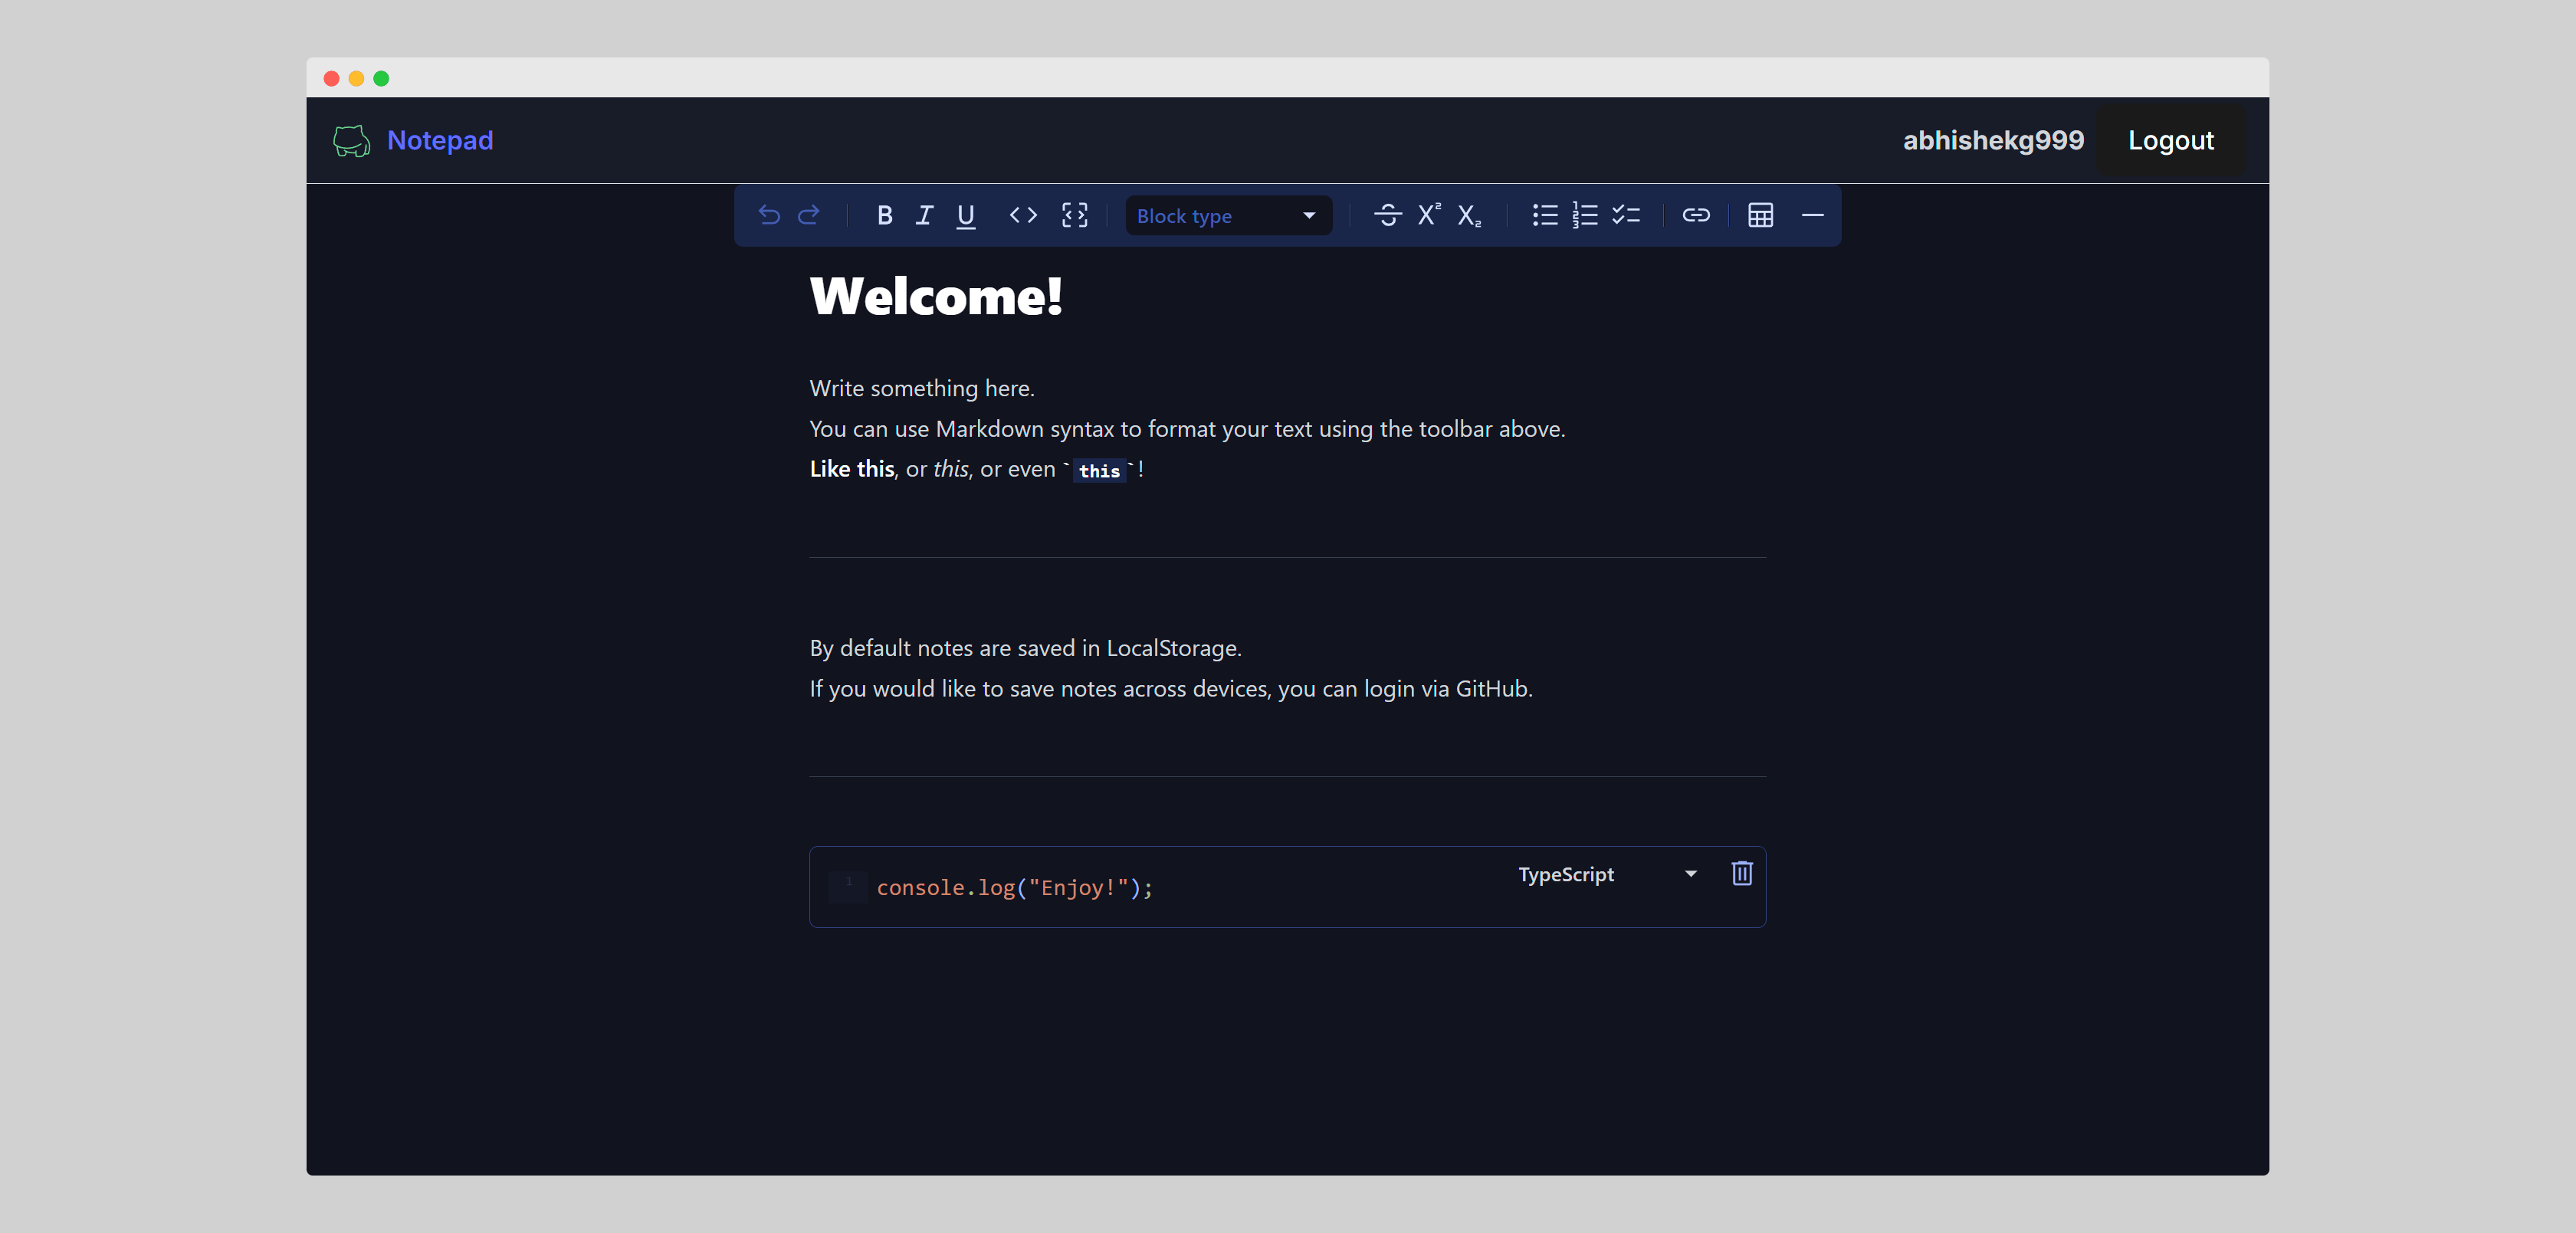 Notepad
abhishekg999 Logout
B I U Block type X² X₂
Welcome!
Write something here.
You can use Markdown syntax to format your text using the toolbar above.
Like this, or this, or even `this`!
By default notes are saved in LocalStorage.
If you would like to save notes across devices, you can login via GitHub.
TypeScript
1 console.log("Enjoy!");